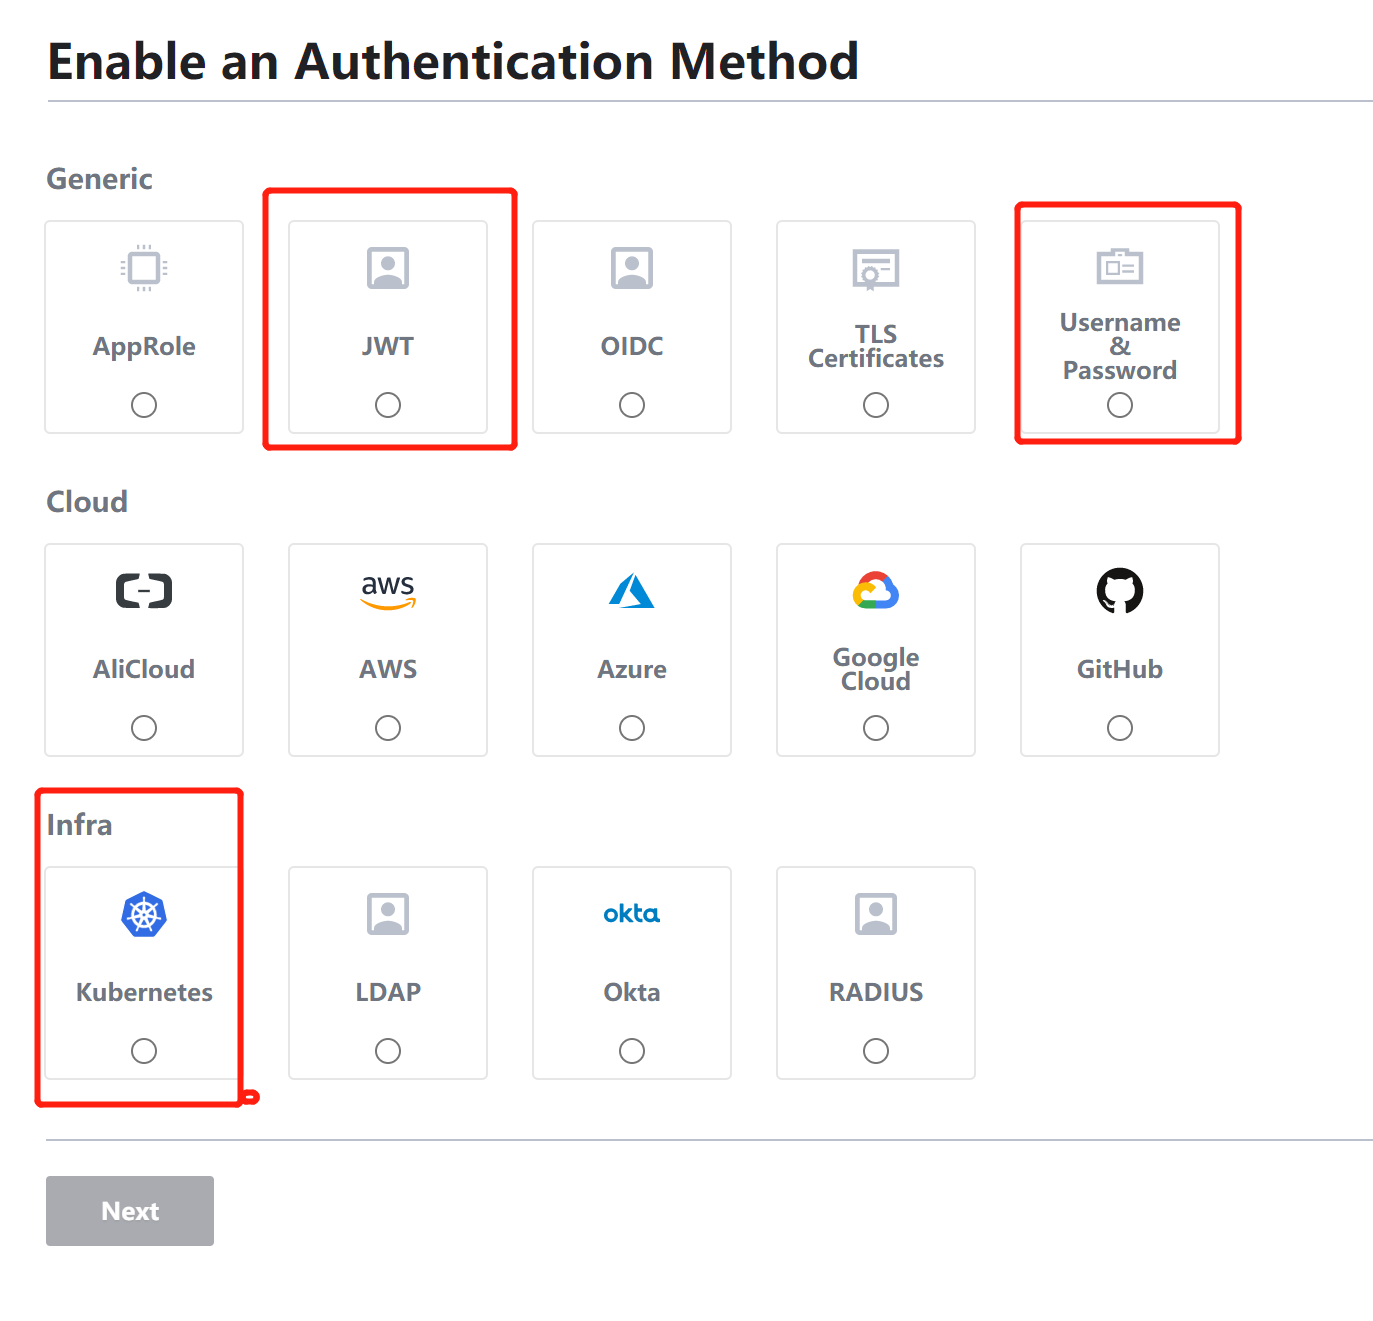 Enable an Authentication Method
Generic
AppRole
JWT
OIDC
TLS
Certificates
Username
&
Password
Cloud
AliCloud
aws
AWS
Azure
Google
Cloud
GitHub
Infra
Kubernetes
LDAP
okta
Okta
RADIUS
Next